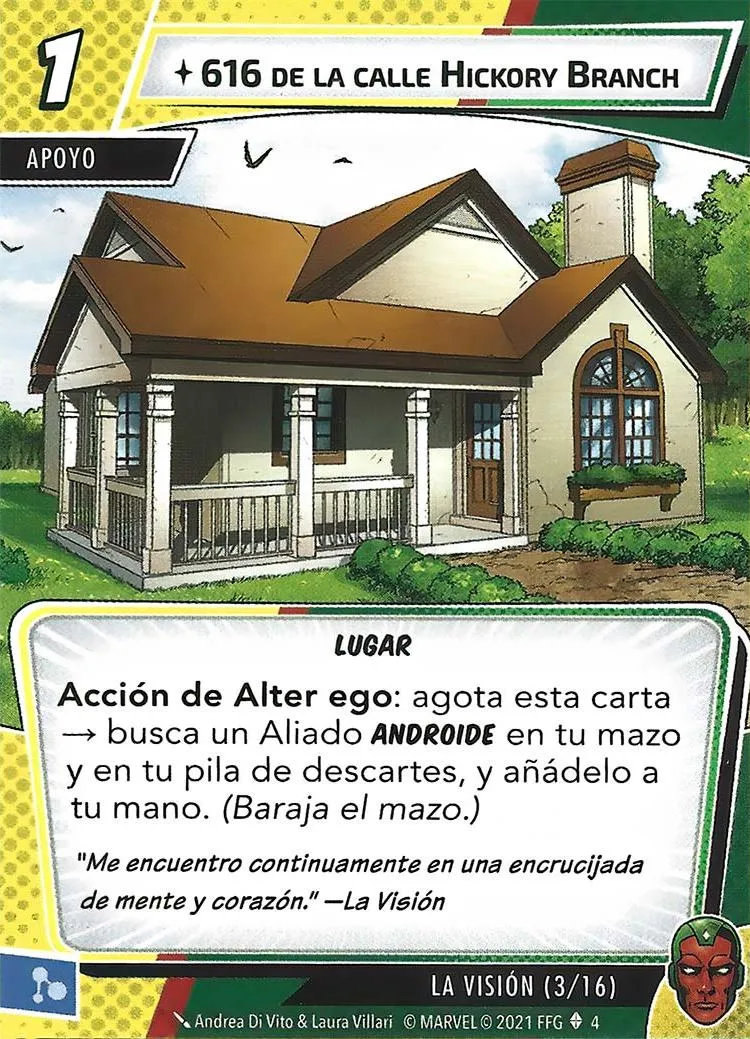 1
616 DE LA CALLE HICKORY BRANCH
APOYO
LUGAR
Acción de Alter ego: agota esta carta
→ busca un Aliado ANDROIDE en tu mazo
y en tu pila de descartes, y añádelo a
tu mano. (Baraja el mazo.)
"Me encuentro continuamente en una encrucijada
de mente y corazón." —La Visión
LA VISIÓN (3/16)
Andrea Di Vito & Laura Villari © MARVEL © 2021 FFG 4